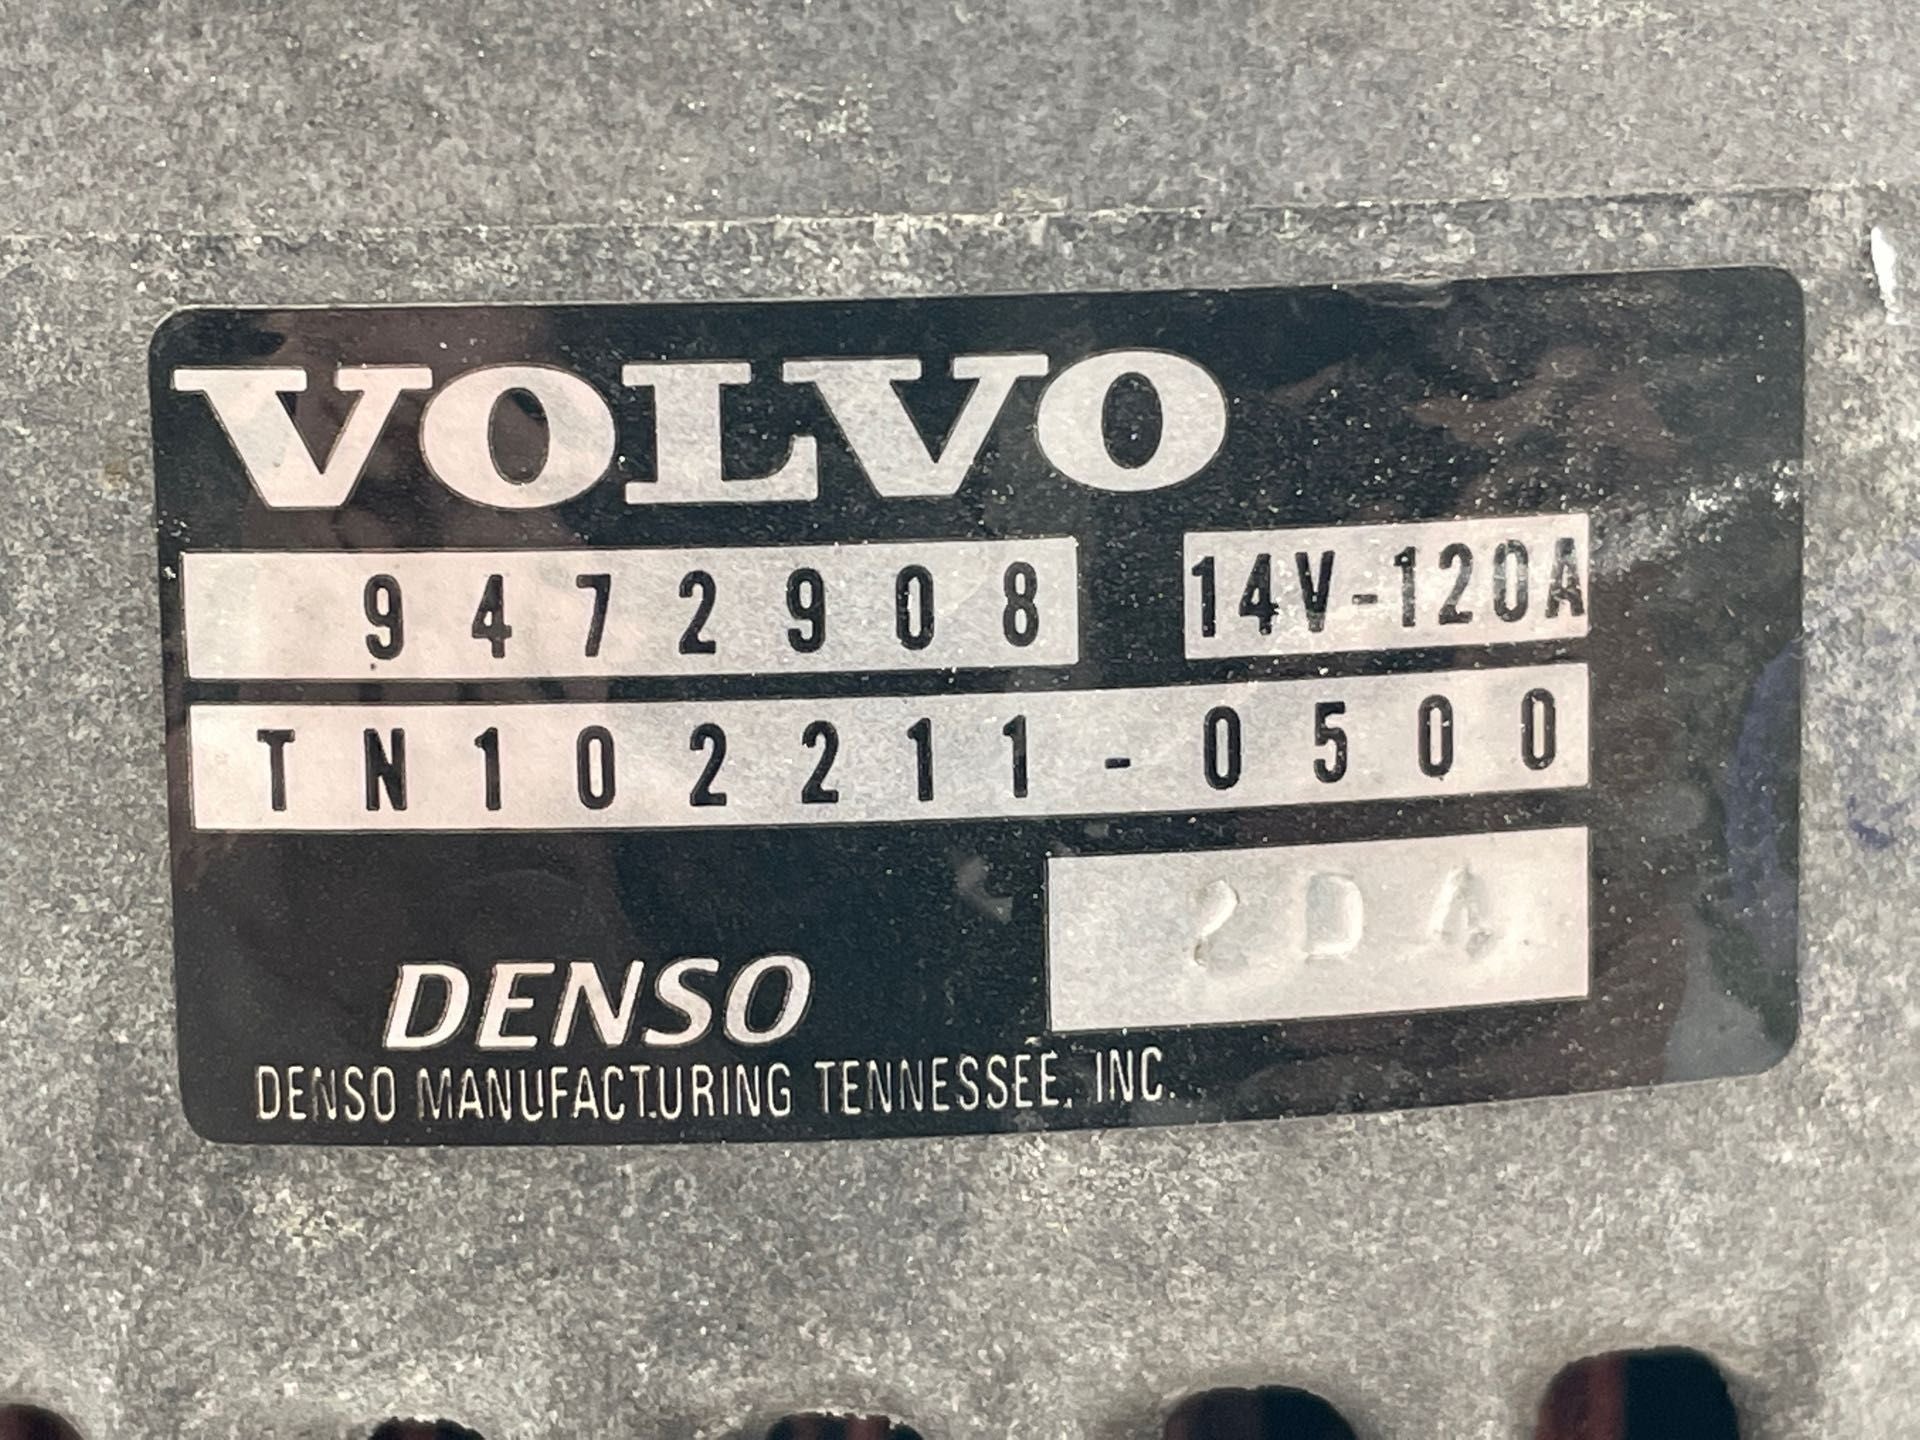 VOLVO
9472908 14V-120A
TN102211-0500
2D4
DENSO
DENSO MANUFACTURING TENNESSEE, INC.